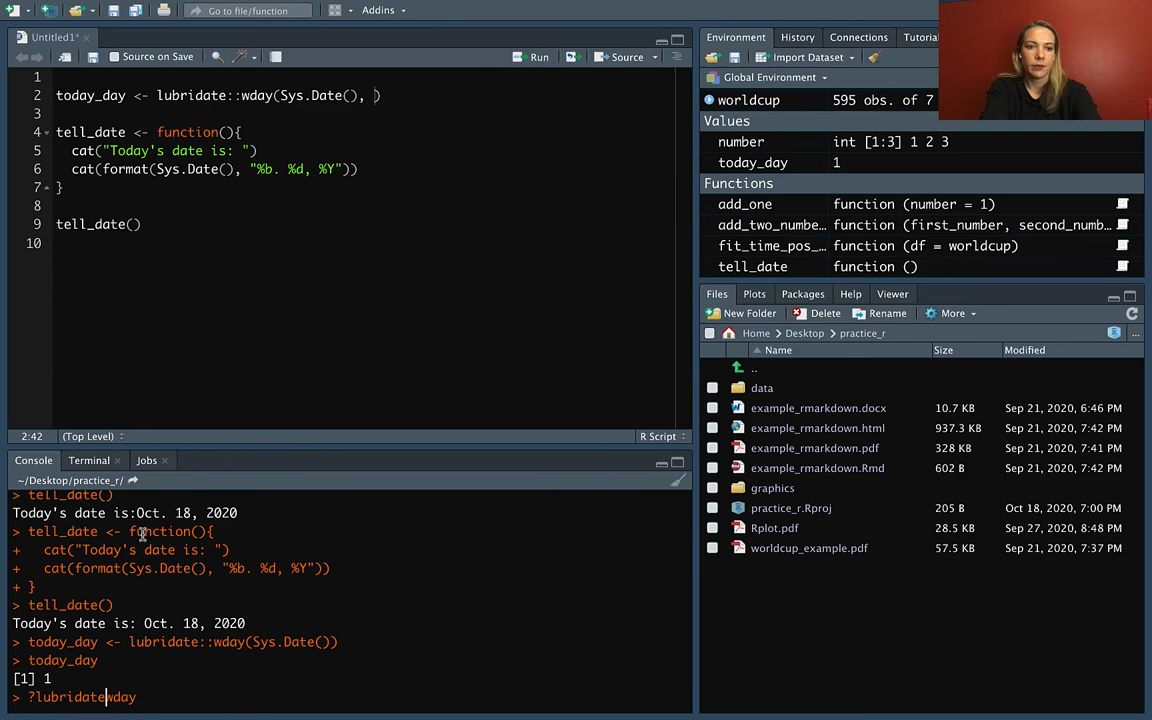 Go to file/function
Addins
Untitled1*
Source on Save
Run
Source
1
2 today_day <- lubridate::wday(Sys.Date(), )
3
4 tell_date <- function(){
5 cat("Today's date is: ")
6 cat(format(Sys.Date(), "%b. %d, %Y"))
7 }
8
9 tell_date()
10
2:42
(Top Level)
R Script
Console
Terminal
Jobs
~/Desktop/practice_r/
> tell_date()
Today's date is:Oct. 18, 2020
> tell_date <- function(){
+ cat("Today's date is: ")
+ cat(format(Sys.Date(), "%b. %d, %Y"))
+ }
> tell_date()
Today's date is: Oct. 18, 2020
> today_day <- lubridate::wday(Sys.Date())
> today_day
[1] 1
> ?lubridatewday
Environment
History
Connections
Tutorial
Import Dataset
Global Environment
worldcup 595 obs. of 7
Values
number int [1:3] 1 2 3
today_day 1
Functions
add_one function (number = 1)
add_two_numbe… function (first_number, second_numb…
fit_time_pos_… function (df = worldcup)
tell_date function ()
Files
Plots
Packages
Help
Viewer
New Folder
Delete
Rename
More
Home
Desktop
practice_r
...
Name
Size
Modified
..
data
example_rmarkdown.docx 10.7 KB Sep 21, 2020, 6:46 PM
example_rmarkdown.html 937.3 KB Sep 21, 2020, 7:42 PM
example_rmarkdown.pdf 328 KB Sep 21, 2020, 7:41 PM
example_rmarkdown.Rmd 602 B Sep 21, 2020, 7:42 PM
graphics
practice_r.Rproj 205 B Oct 18, 2020, 7:00 PM
Rplot.pdf 28.5 KB Sep 27, 2020, 8:48 PM
worldcup_example.pdf 57.5 KB Sep 21, 2020, 7:37 PM